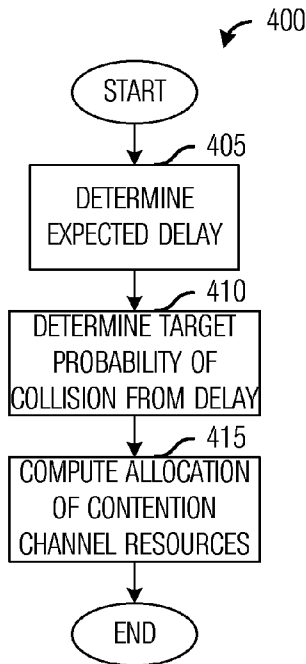 400
START
405
DETERMINE
EXPECTED DELAY
410
DETERMINE TARGET
PROBABILITY OF
COLLISION FROM DELAY
415
COMPUTE ALLOCATION
OF CONTENTION
CHANNEL RESOURCES
END